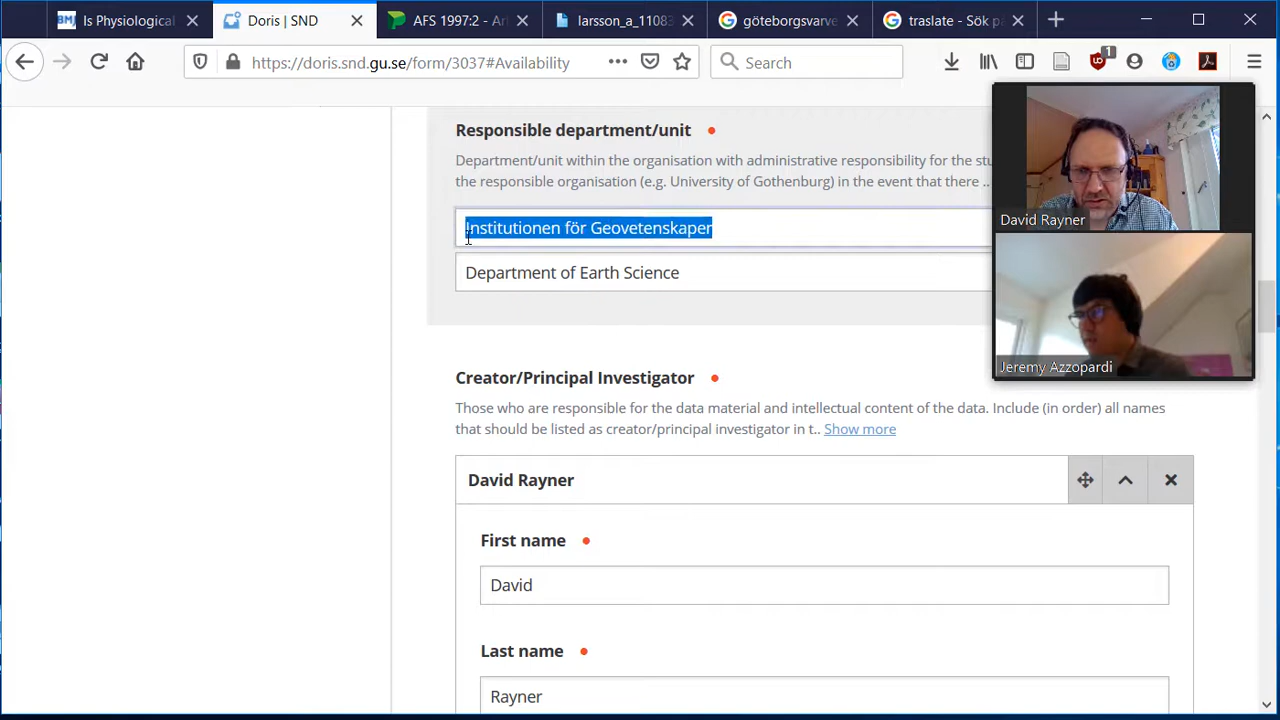 Is Physiological
Doris | SND
AFS 1997:2 - Ar
larsson_a_11083
göteborgsvarve
traslate - Sök p
https://doris.snd.gu.se/form/3037#Availability
Search
1
Responsible department/unit
Department/unit within the organisation with administrative responsibility for the stu
the responsible organisation (e.g. University of Gothenburg) in the event that there ..
Institutionen för Geovetenskaper
Department of Earth Science
David Rayner
Jeremy Azzopardi
Creator/Principal Investigator
Those who are responsible for the data material and intellectual content of the data. Include (in order) all names
that should be listed as creator/principal investigator in t.. Show more
David Rayner
First name
David
Last name
Rayner